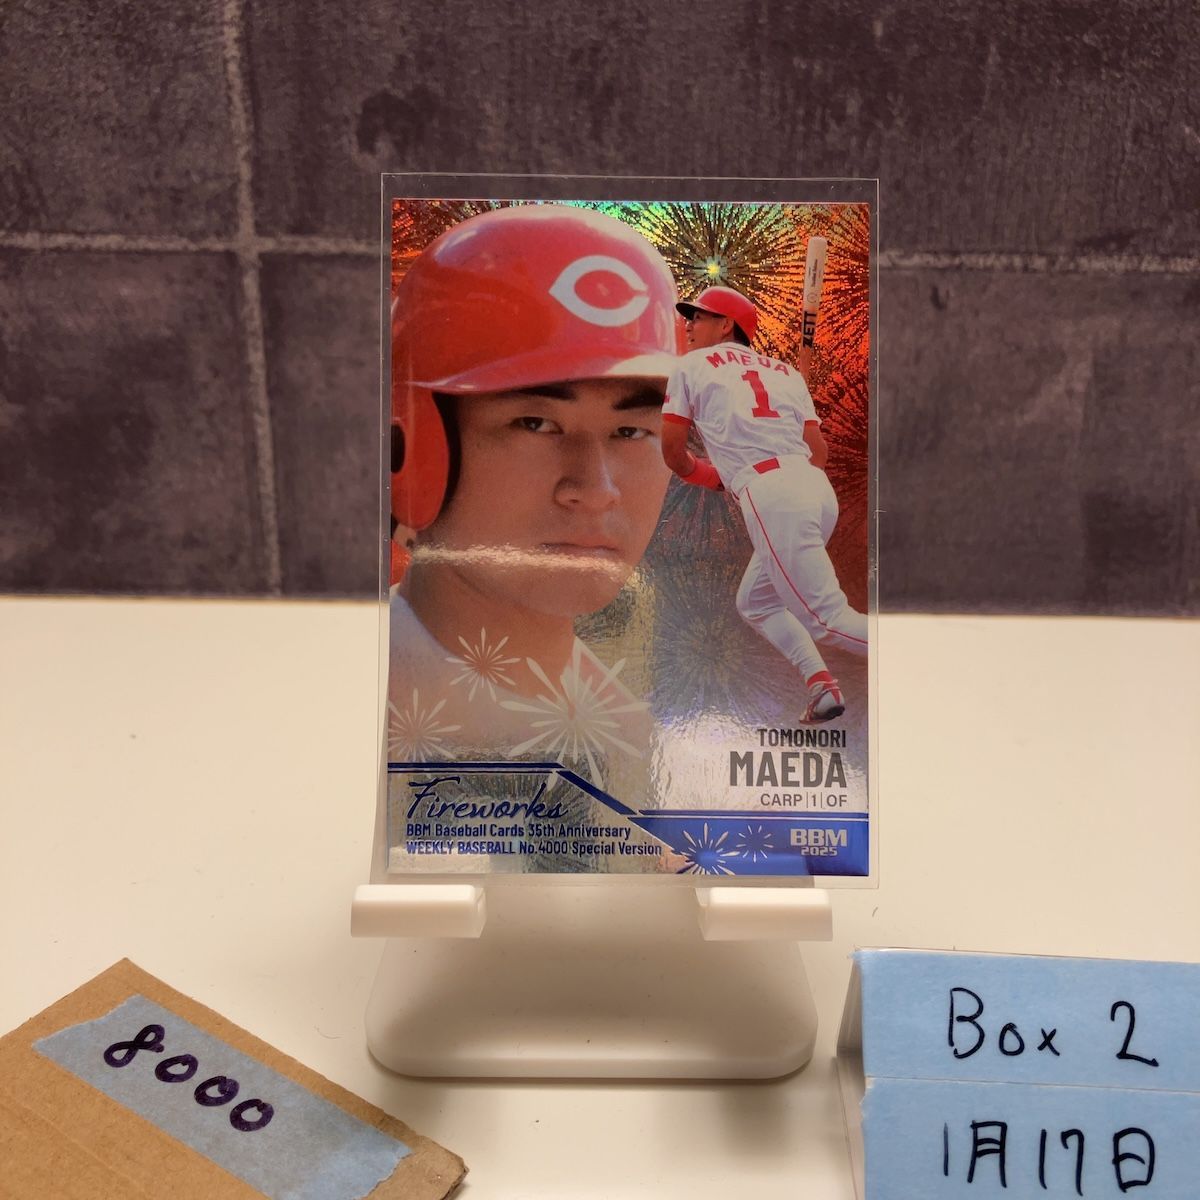 ZETT
MAEDA
1
TOMONORI
MAEDA
CARP|1|OF
Fireworks
BBM Baseball Cards 35th Anniversary
WEEKLY BASEBALL No.4000 Special Version
BBM
2025
8000
Box 2
1月17日